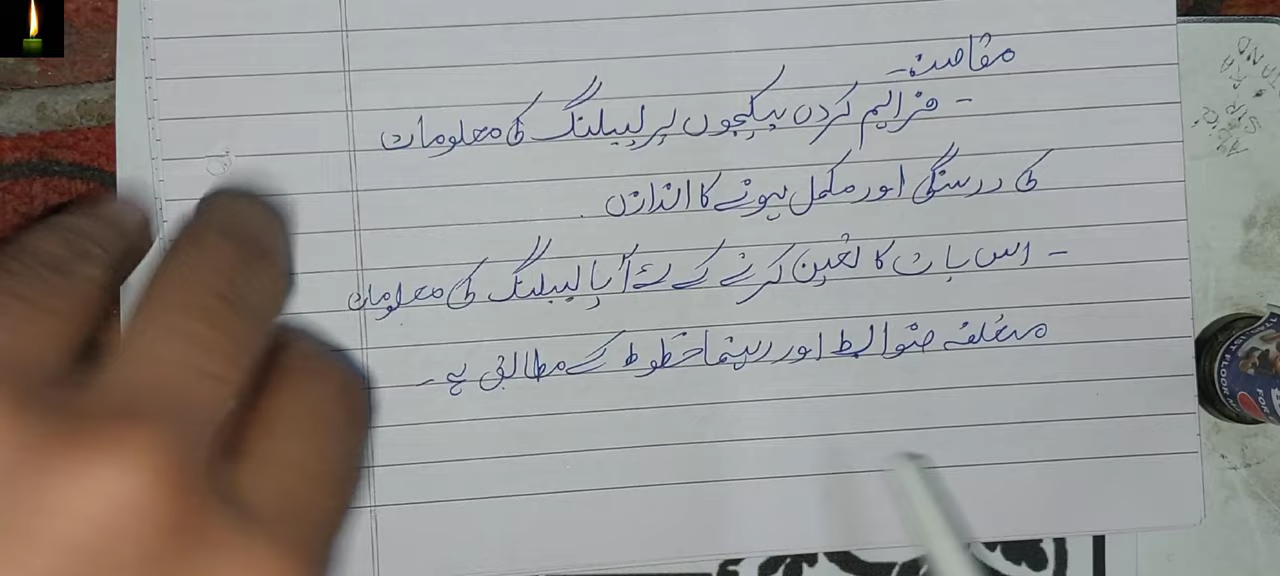 مقاصد:-
- فراہم کردہ پیکیجوں پر لیبلنگ کی معلومات
کی درستگی اور مکمل ہونے کا اندازہ
- اس بات کا تعین کرنے کے لئے آیا لیبلنگ کی معلومات
متعلقہ ضوابط اور رہنما خطوط کے مطابق ہے۔